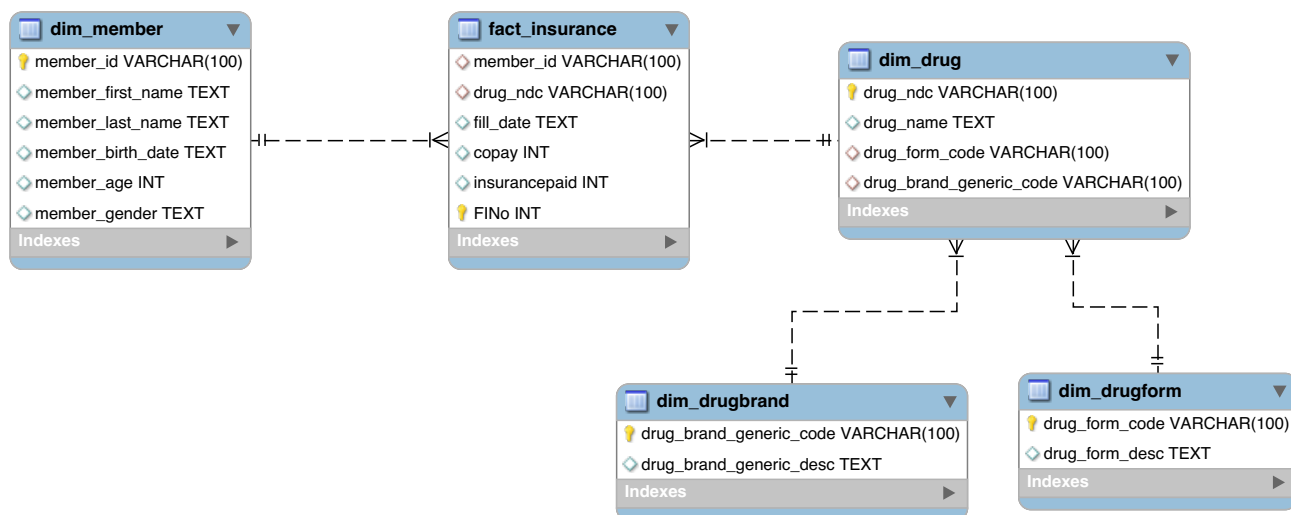 dim_member
member_id VARCHAR(100)
member_first_name TEXT
member_last_name TEXT
member_birth_date TEXT
member_age INT
member_gender TEXT
Indexes
fact_insurance
member_id VARCHAR(100)
drug_ndc VARCHAR(100)
fill_date TEXT
copay INT
insurancepaid INT
FINo INT
Indexes
dim_drug
drug_ndc VARCHAR(100)
drug_name TEXT
drug_form_code VARCHAR(100)
drug_brand_generic_code VARCHAR(100)
Indexes
dim_drugbrand
drug_brand_generic_code VARCHAR(100)
drug_brand_generic_desc TEXT
Indexes
dim_drugform
drug_form_code VARCHAR(100)
drug_form_desc TEXT
Indexes